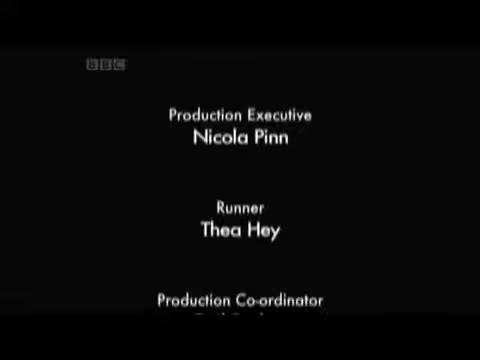 BBC
Production Executive
Nicola Pinn
Runner
Thea Hey
Production Co-ordinator